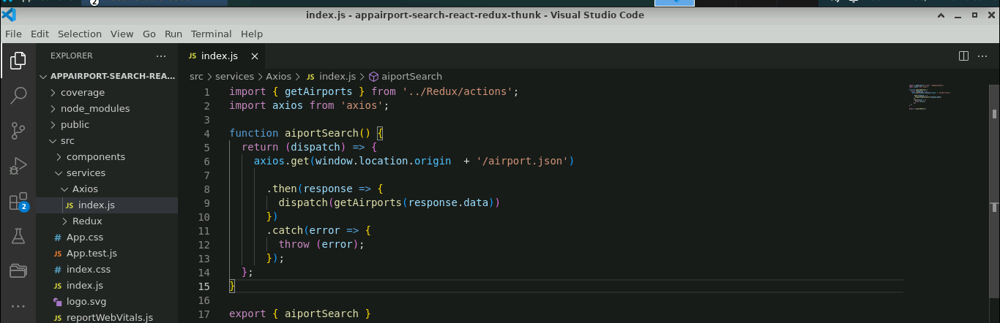 index.js - appairport-search-react-redux-thunk - Visual Studio Code
File Edit Selection View Go Run Terminal Help
EXPLORER ...
APPAIRPORT-SEARCH-REA...
coverage
node_modules
public
src
components
services
Axios
JS index.js
Redux
# App.css
JS App.test.js
# index.css
JS index.js
logo.svg
JS reportWebVitals.js
2
2
JS index.js
src > services > Axios > JS index.js > aiportSearch
1 import { getAirports } from '../Redux/actions';
2 import axios from 'axios';
3
4 function aiportSearch() {
5 return (dispatch) => {
6 axios.get(window.location.origin  + '/airport.json')
7
8 .then(response => {
9 dispatch(getAirports(response.data))
10 })
11 .catch(error => {
12 throw (error);
13 });
14 };
15 }
16
17 export { aiportSearch }